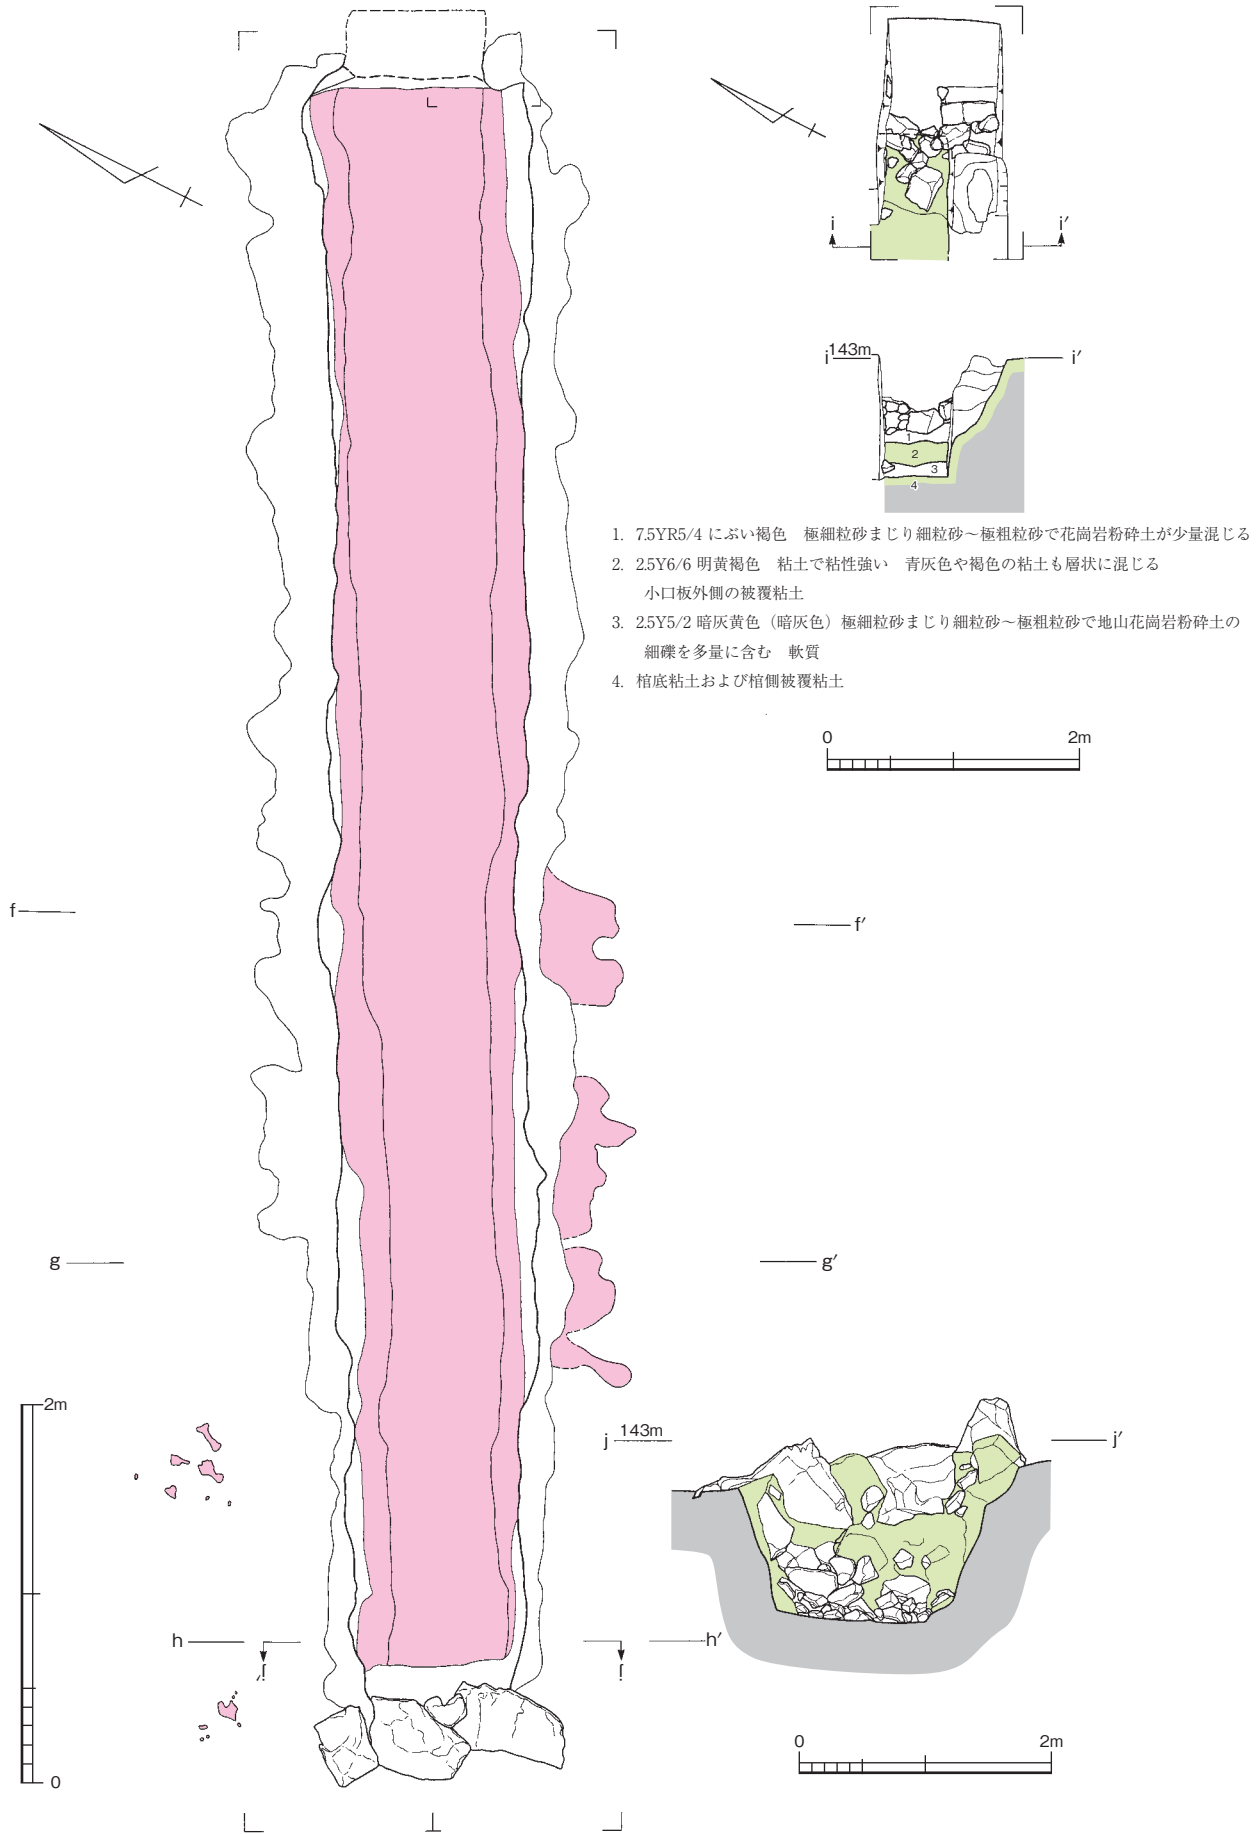 i
i′
i 143m
i′
1
2
3
4
1. 7.5YR5/4 にぶい褐色 極細粒砂まじり細粒砂～極粗粒砂で花崗岩粉砕土が少量混じる
2. 2.5Y6/6 明黄褐色 粘土で粘性強い 青灰色や褐色の粘土も層状に混じる
小口板外側の被覆粘土
3. 2.5Y5/2 暗灰黄色（暗灰色）極細粒砂まじり細粒砂～極粗粒砂で地山花崗岩粉砕土の
細礫を多量に含む 軟質
4. 棺底粘土および棺側被覆粘土
0 2m
f
f′
g
g′
2m
j 143m
j′
h
h′
0
0 2m